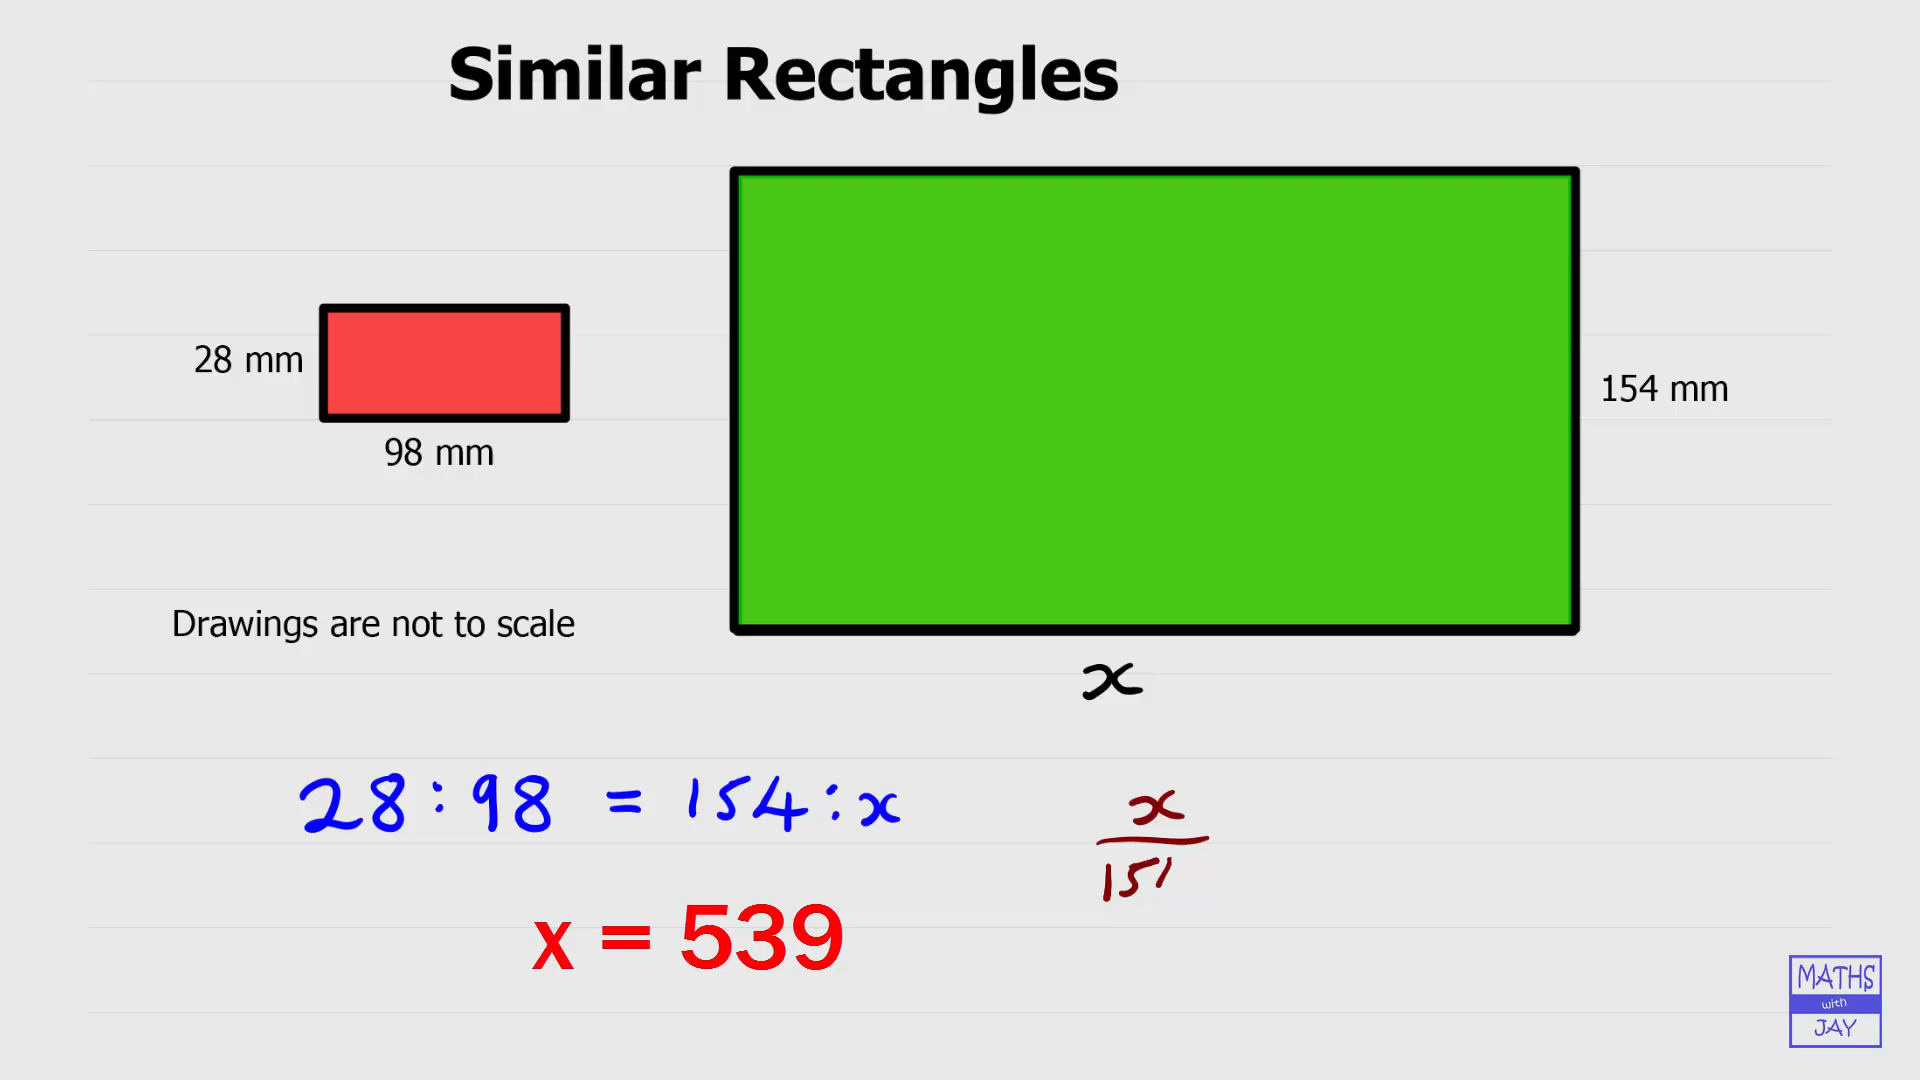 Similar Rectangles
28 mm
98 mm
154 mm
Drawings are not to scale
x
28 : 98 = 154 : x
x
15
x = 539
MATHS
with
JAY